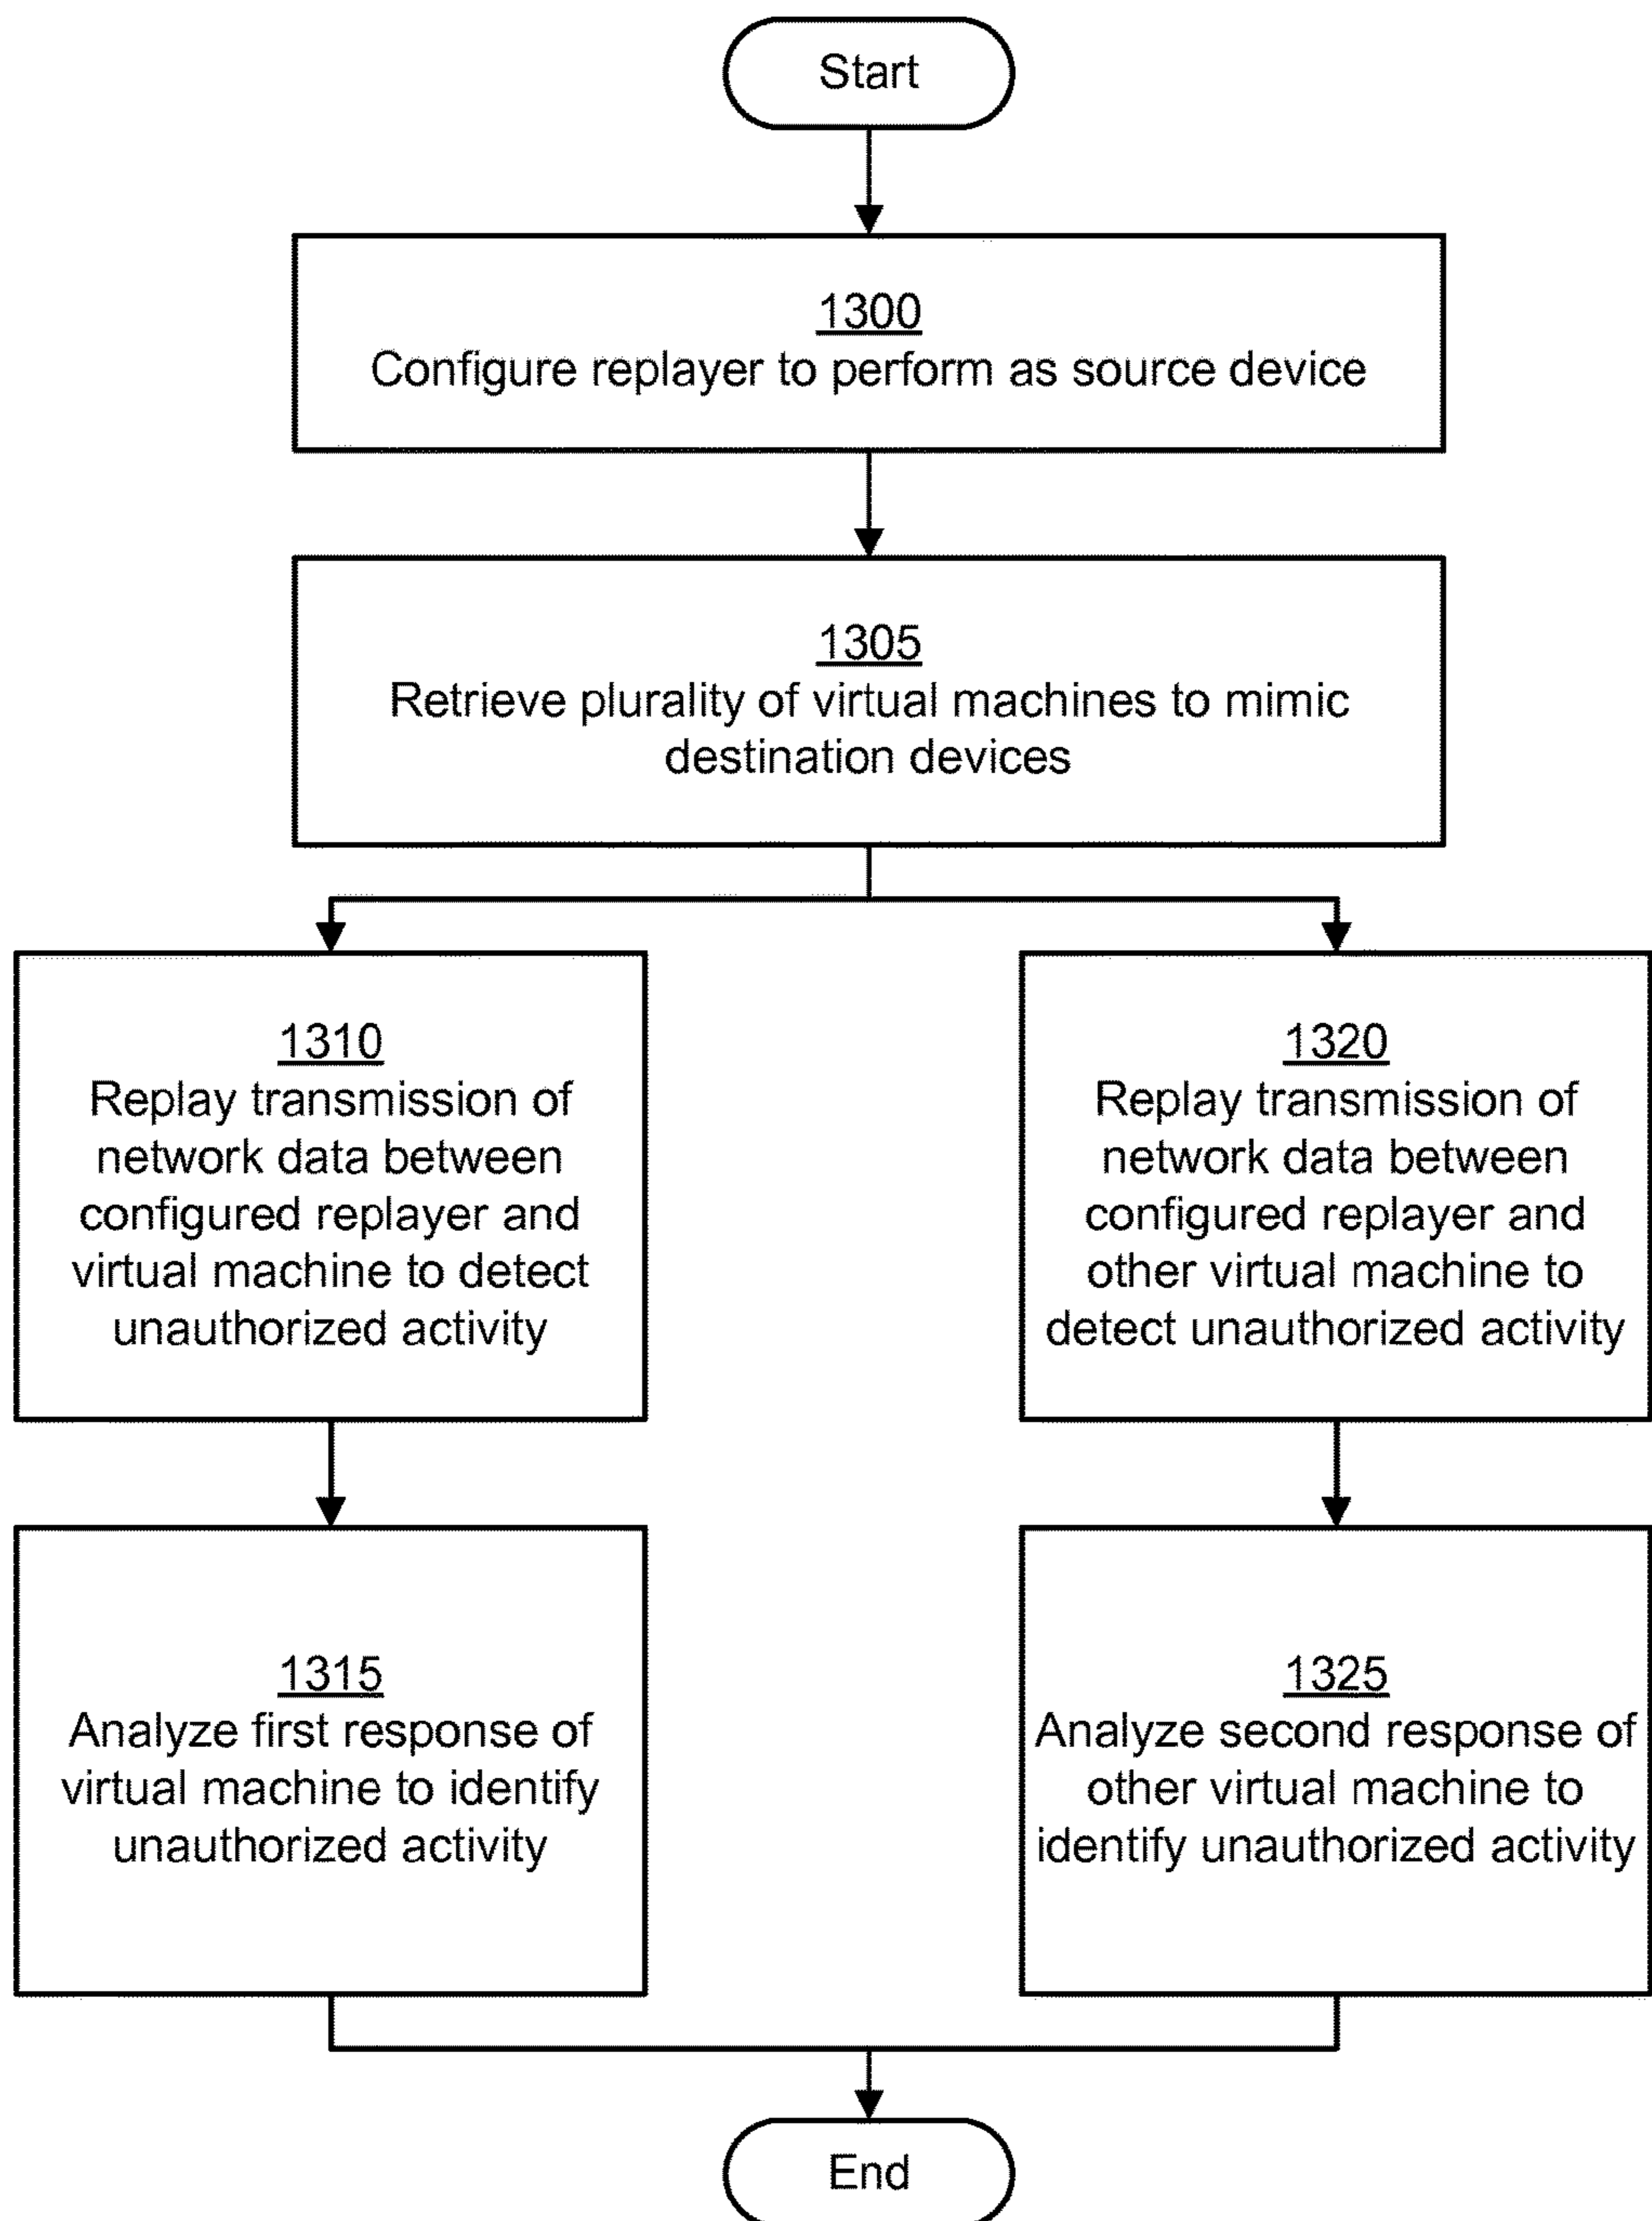 Start
1300
Configure replayer to perform as source device
1305
Retrieve plurality of virtual machines to mimic
destination devices
1310
Replay transmission of
network data between
configured replayer and
virtual machine to detect
unauthorized activity
1320
Replay transmission of
network data between
configured replayer and
other virtual machine to
detect unauthorized activity
1315
Analyze first response of
virtual machine to identify
unauthorized activity
1325
Analyze second response of
other virtual machine to
identify unauthorized activity
End